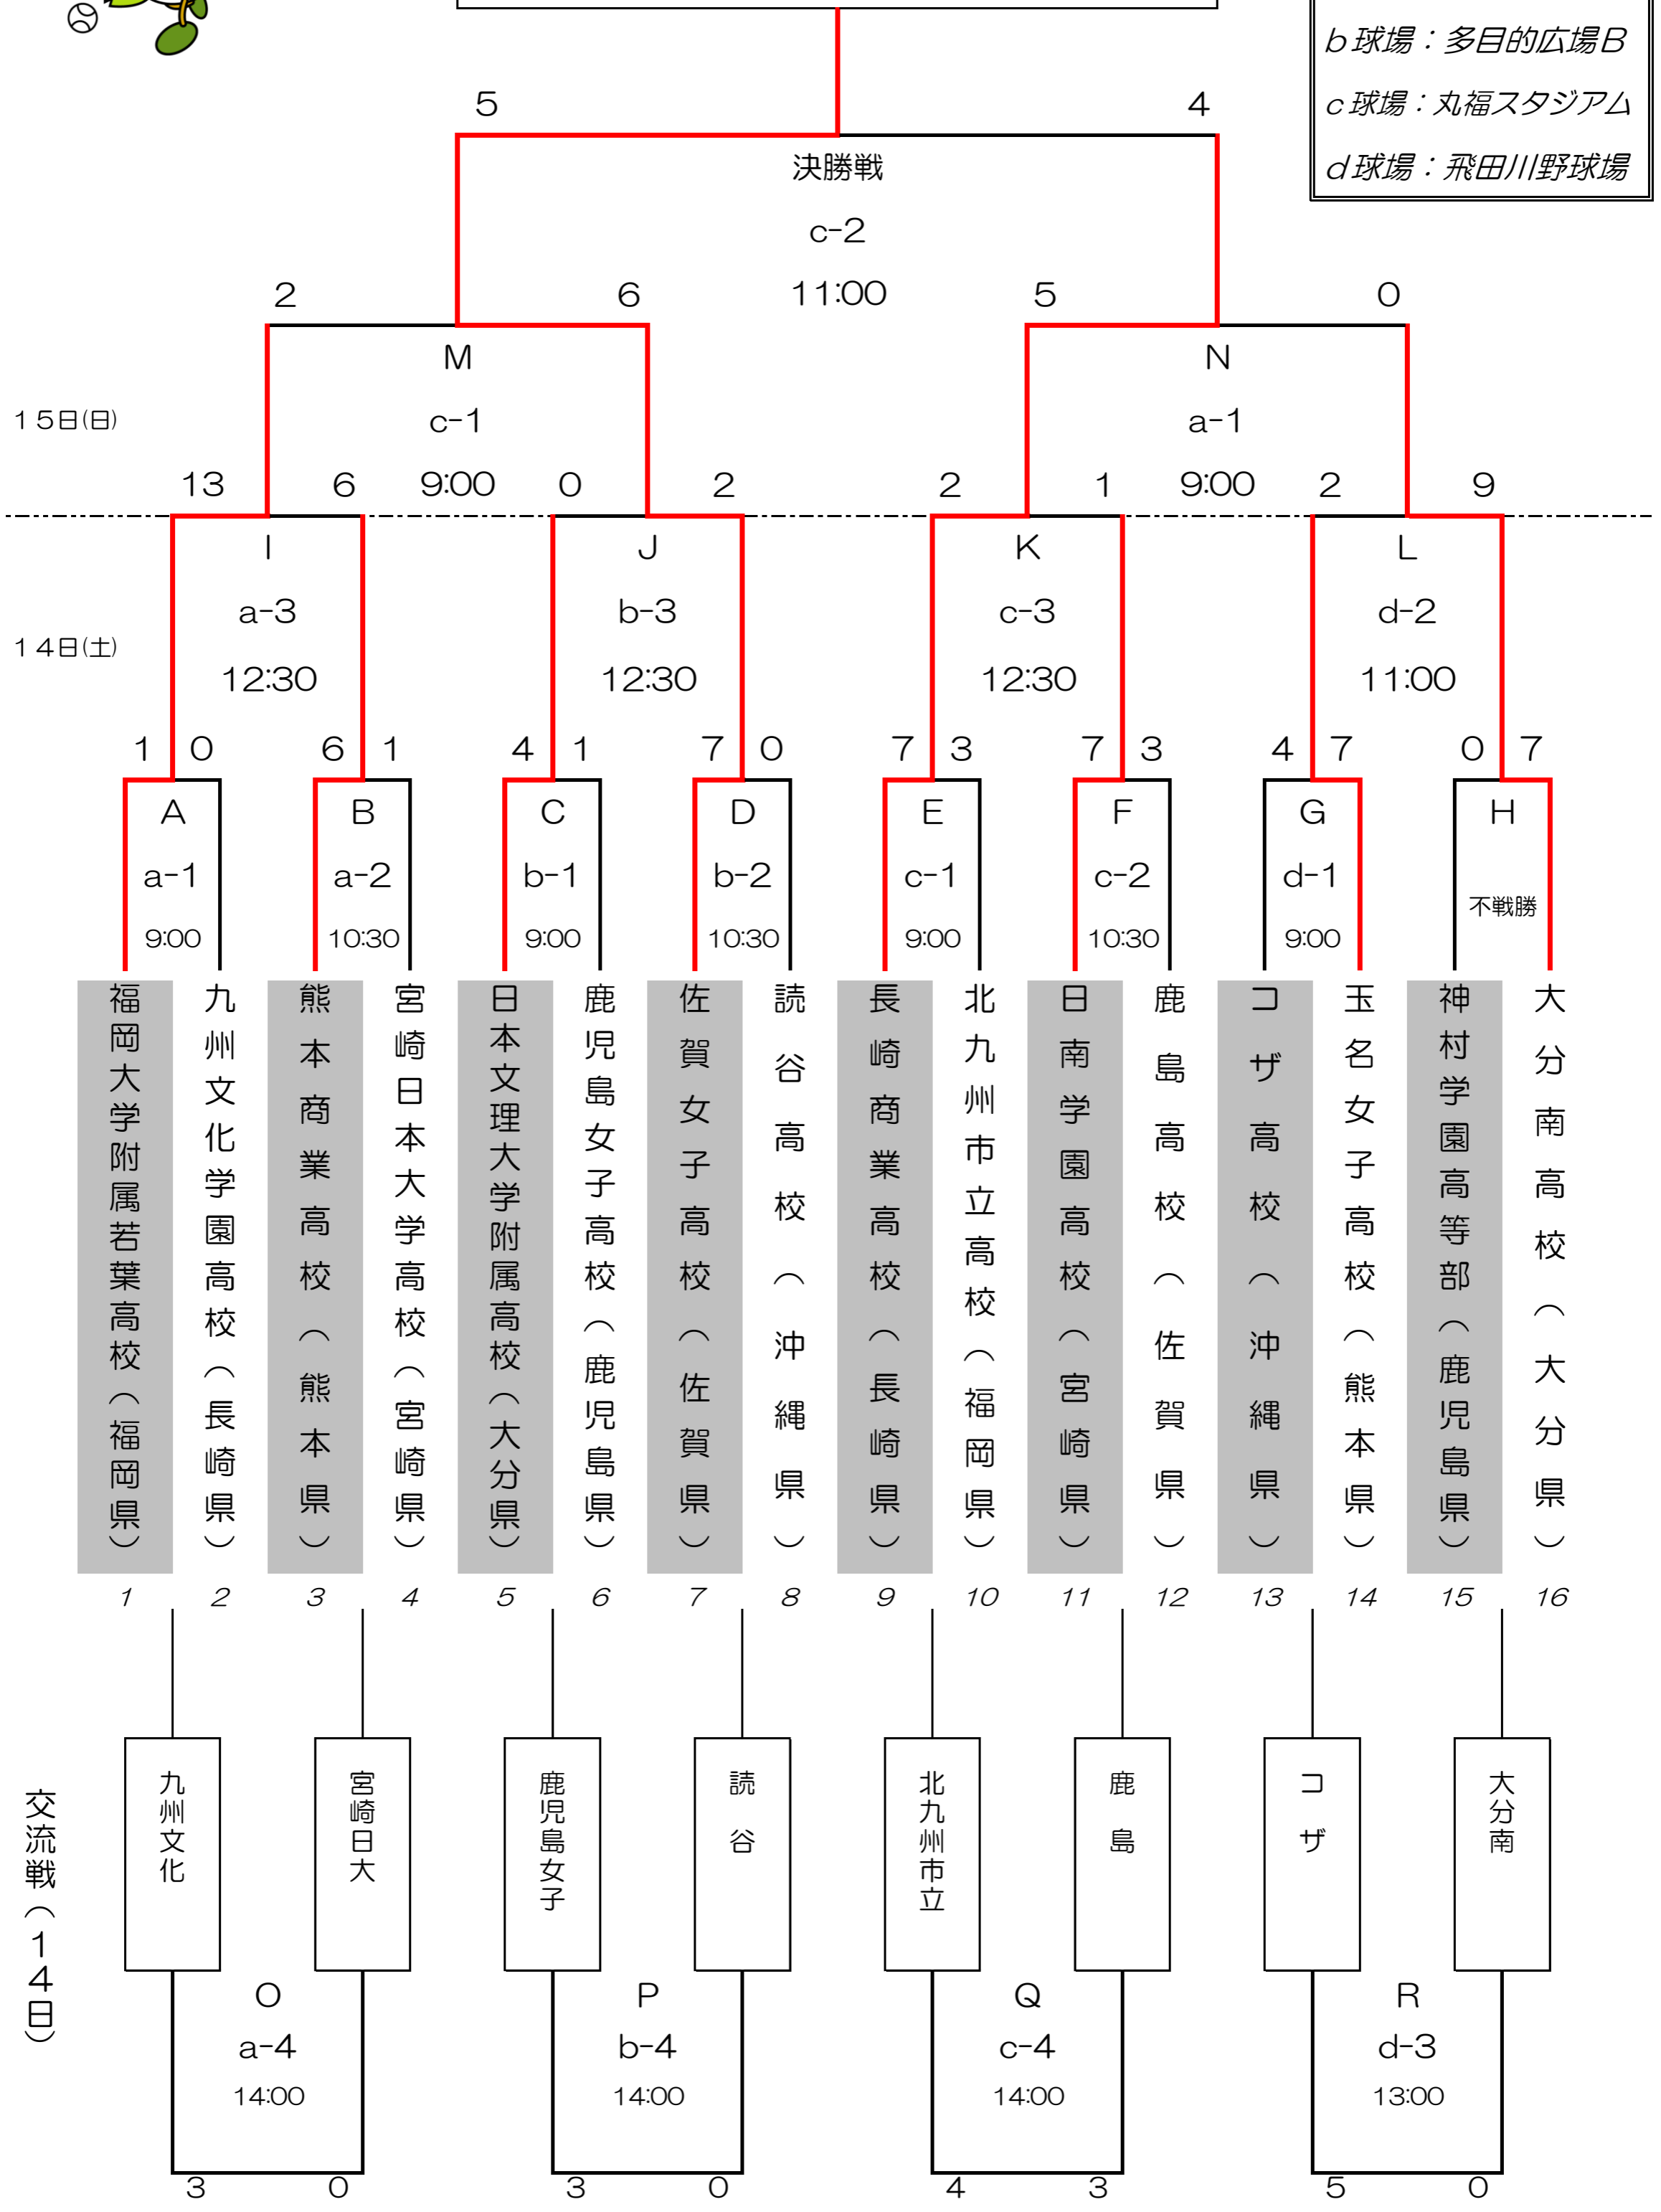 b球場：多目的広場B
c球場：丸福スタジアム
d球場：飛田川野球場
5 4
決勝戦
c-2
11:00
2 6 5 0
M N
15日(日)
c-1 a-1
9:00 9:00
13 6 0 2 2 1 2 9
I J K L
a-3 b-3 c-3 d-2
14日(土)
12:30 12:30 12:30 11:00
1 0 6 1 4 1 7 0 7 3 7 3 4 7 0 7
A B C D E F G H
a-1 a-2 b-1 b-2 c-1 c-2 d-1 不戦勝
9:00 10:30 9:00 10:30 9:00 10:30 9:00
福岡大学附属若葉高校（福岡県）
九州文化学園高校（長崎県）
熊本商業高校（熊本県）
宮崎日本大学高校（宮崎県）
日本文理大学附属高校（大分県）
鹿児島女子高校（鹿児島県）
佐賀女子高校（佐賀県）
読谷高校（沖縄県）
長崎商業高校（長崎県）
北九州市立高校（福岡県）
日南学園高校（宮崎県）
鹿島高校（佐賀県）
コザ高校（沖縄県）
玉名女子高校（熊本県）
神村学園高等部（鹿児島県）
大分南高校（大分県）
1 2 3 4 5 6 7 8 9 10 11 12 13 14 15 16
交流戦（14日）
九州文化
宮崎日大
鹿児島女子
読谷
北九州市立
鹿島
コザ
大分南
O P Q R
a-4 b-4 c-4 d-3
14:00 14:00 14:00 13:00
3 0 3 0 4 3 5 0